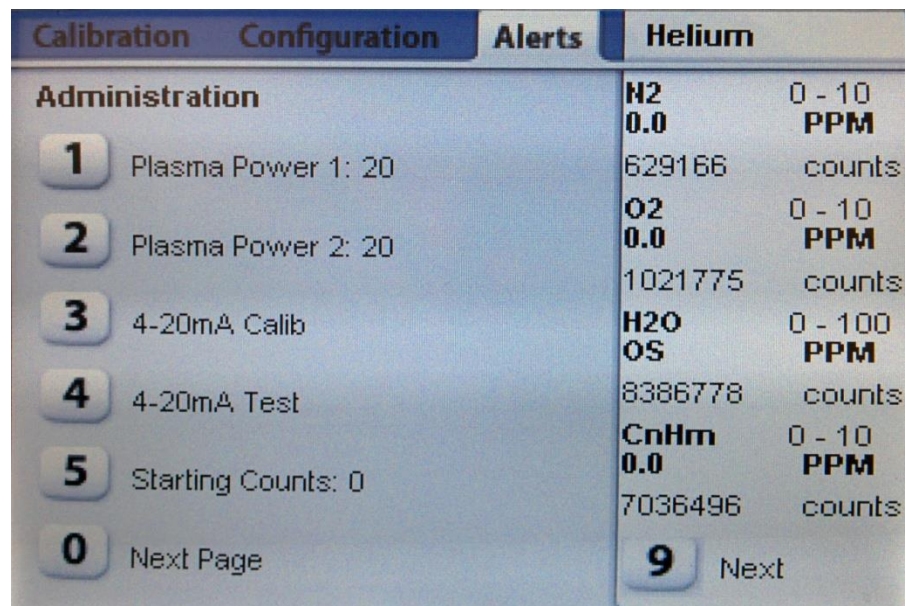 Calibration Configuration Alerts Helium
Administration
1 Plasma Power 1: 20
2 Plasma Power 2: 20
3 4-20mA Calib
4 4-20mA Test
5 Starting Counts: 0
0 Next Page
N2 0 - 10
0.0 PPM
629166 counts
O2 0 - 10
0.0 PPM
1021775 counts
H2O 0 - 100
OS PPM
8386778 counts
CnHm 0 - 10
0.0 PPM
7036496 counts
9 Next